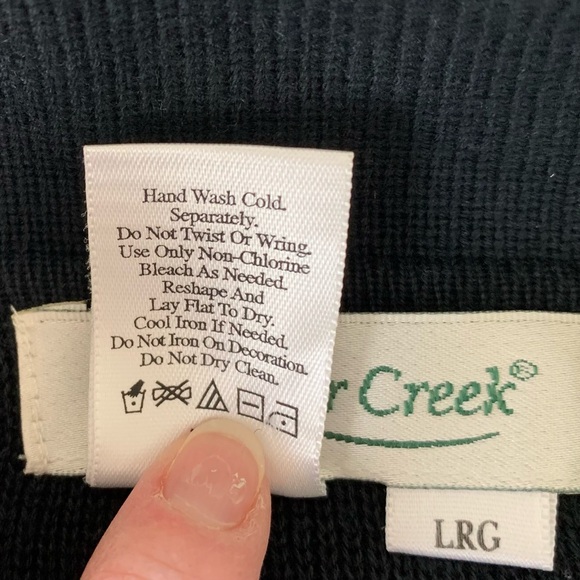 Hand Wash Cold.
Separately.
Do Not Twist Or Wring.
Use Only Non-Chlorine
Bleach As Needed.
Reshape And
Lay Flat To Dry.
Cool Iron If Needed.
Do Not Iron On Decoration.
Do Not Dry Clean.
r Creek®
LRG